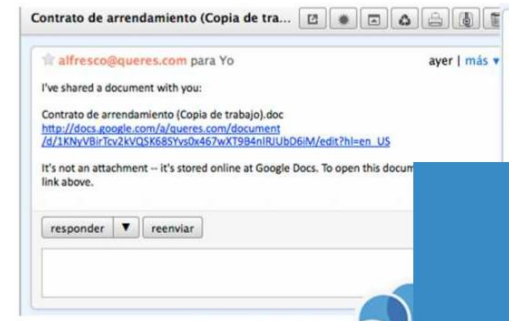 Contrato de arrendamiento (Copia de tra...
alfresco@queres.com para Yo ayer | más ▼
I've shared a document with you:
Contrato de arrendamiento (Copia de trabajo).doc
http://docs.google.com/a/queres.com/document
/d/1KNyVBirTcv2kVQSK68SYvs0x467wXT9B4nIRJUbD6iM/edit?hl=en_US
It's not an attachment -- it's stored online at Google Docs. To open this
link above.
responder ▼ reenviar